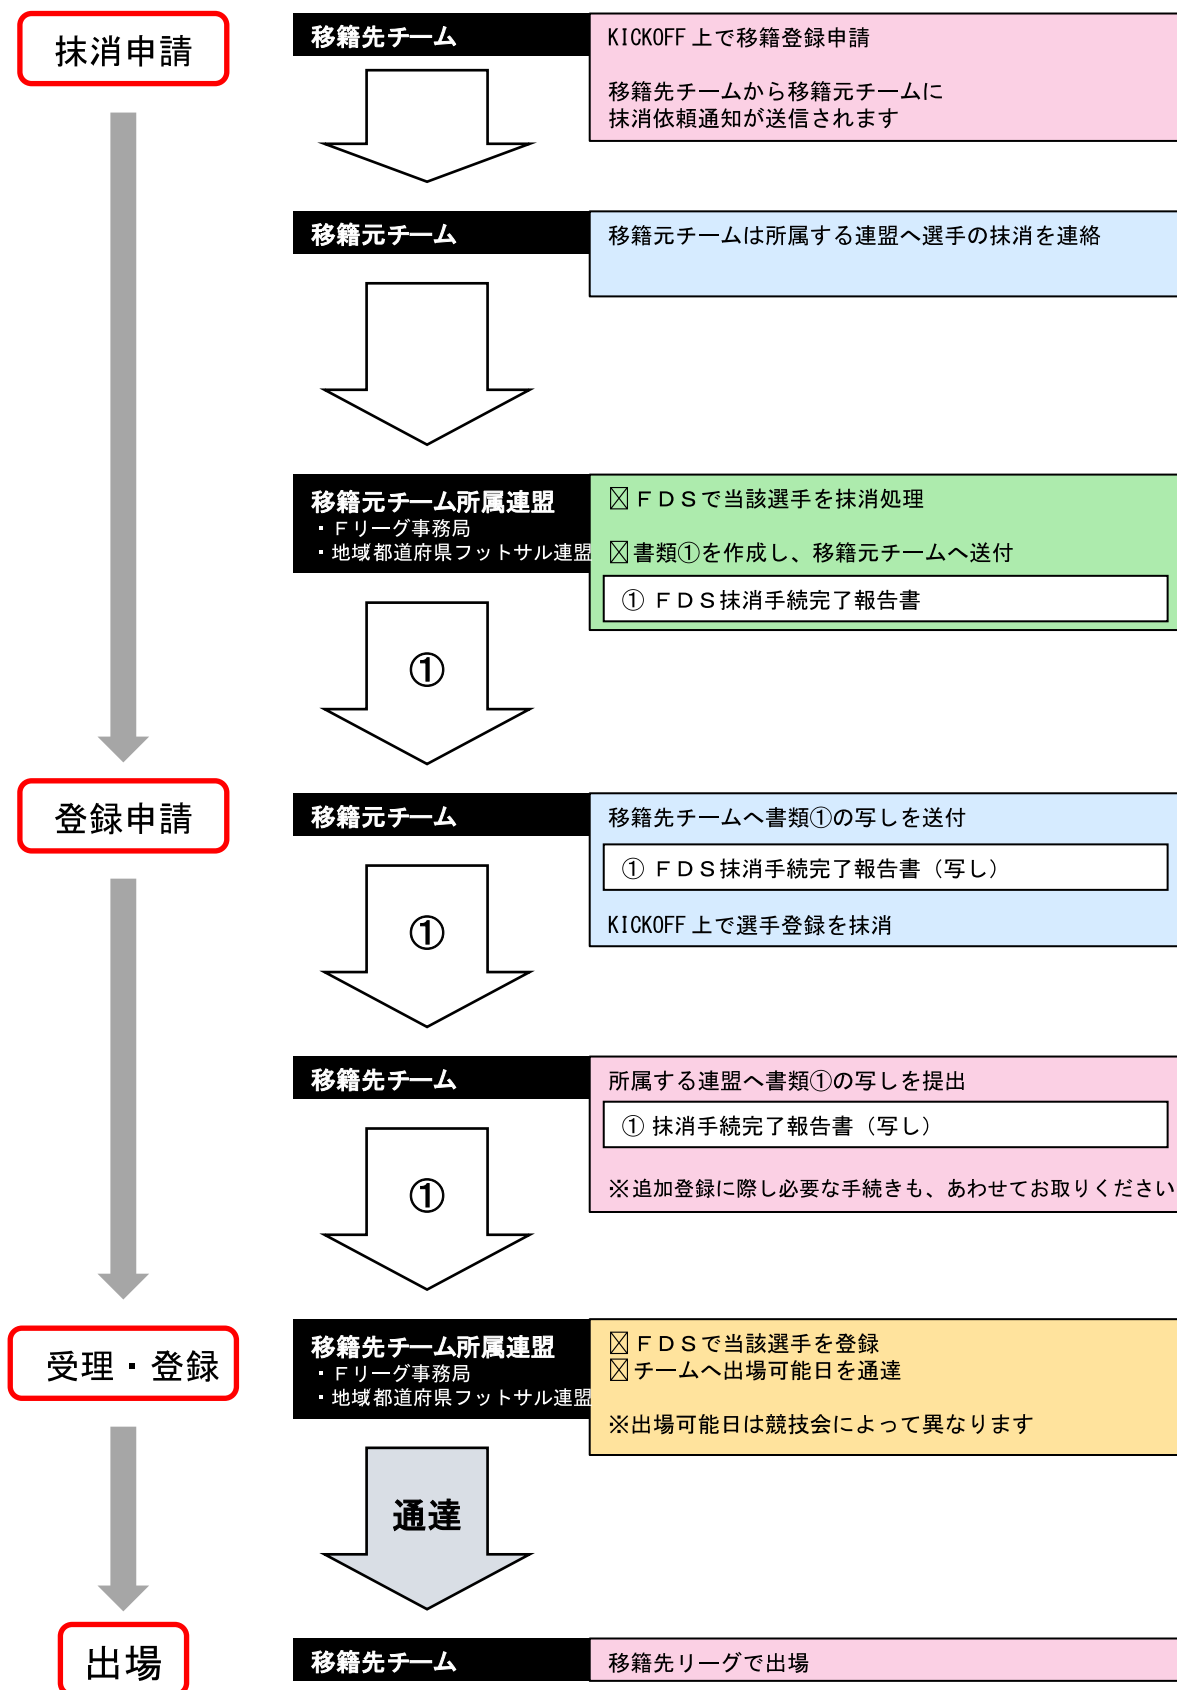 抹消申請
移籍先チーム
KICKOFF 上で移籍登録申請
移籍先チームから移籍元チームに
抹消依頼通知が送信されます
移籍元チーム
移籍元チームは所属する連盟へ選手の抹消を連絡
移籍元チーム所属連盟
・Ｆリーグ事務局
・地域都道府県フットサル連盟
ＦＤＳで当該選手を抹消処理
書類①を作成し、移籍元チームへ送付
① ＦＤＳ抹消手続完了報告書
①
登録申請
移籍元チーム
移籍先チームへ書類①の写しを送付
① ＦＤＳ抹消手続完了報告書（写し）
KICKOFF 上で選手登録を抹消
①
移籍先チーム
所属する連盟へ書類①の写しを提出
① 抹消手続完了報告書（写し）
※追加登録に際し必要な手続きも、あわせてお取りください
①
受理・登録
移籍先チーム所属連盟
・Ｆリーグ事務局
・地域都道府県フットサル連盟
ＦＤＳで当該選手を登録
チームへ出場可能日を通達
※出場可能日は競技会によって異なります
通達
出場
移籍先チーム
移籍先リーグで出場